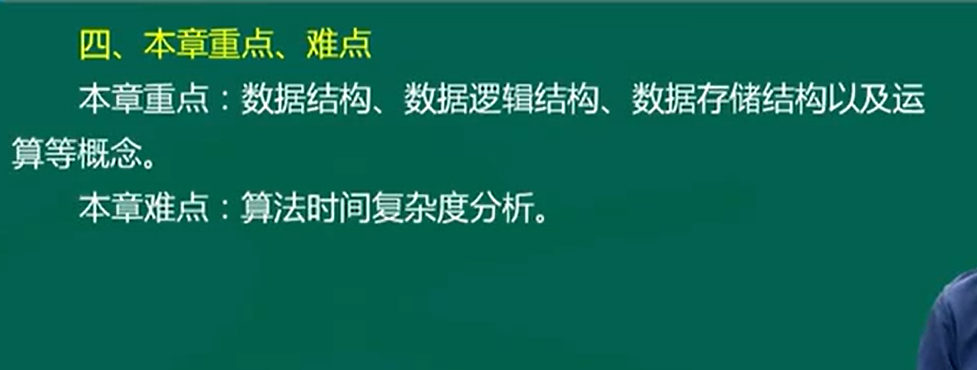 四、本章重点、难点
本章重点：数据结构、数据逻辑结构、数据存储结构以及运
算等概念。
本章难点：算法时间复杂度分析。